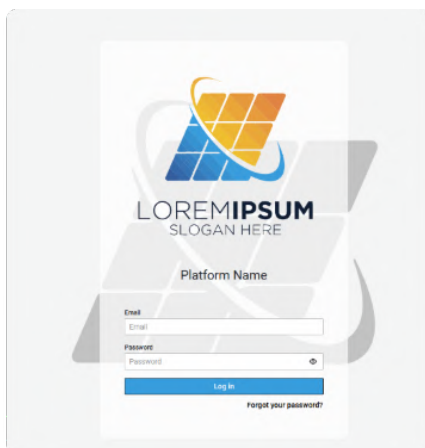 LOREMIPSUM
SLOGAN HERE
Platform Name
Email
Email
Password
Password
Log in
Forgot your password?